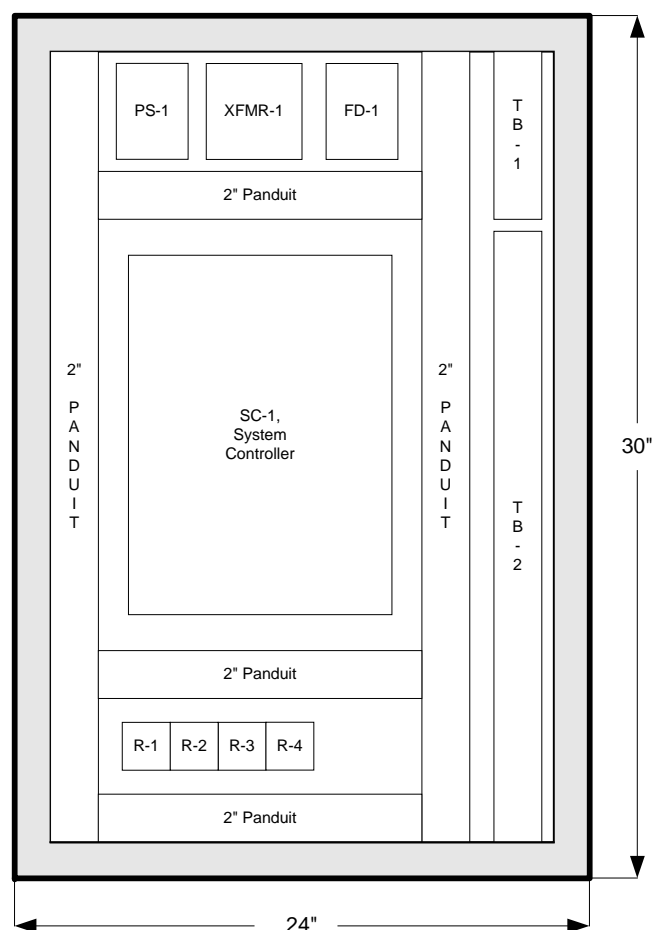 PS-1
XFMR-1
FD-1
T
B
-
1
2" Panduit
2"
P
A
N
D
U
I
T
SC-1,
System
Controller
2"
P
A
N
D
U
I
T
30"
T
B
-
2
2" Panduit
R-1
R-2
R-3
R-4
2" Panduit
24"